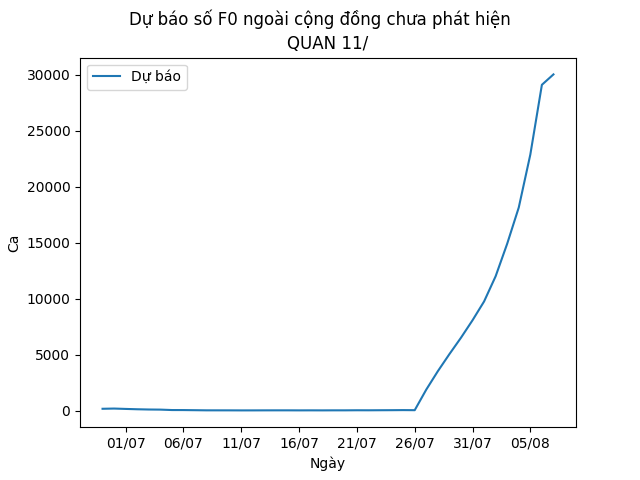 Dự báo số F0 ngoài cộng đồng chưa phát hiện
QUAN 11/
Dự báo
30000
25000
20000
15000
10000
5000
0
Ca
01/07 06/07 11/07 16/07 21/07 26/07 31/07 05/08
Ngày